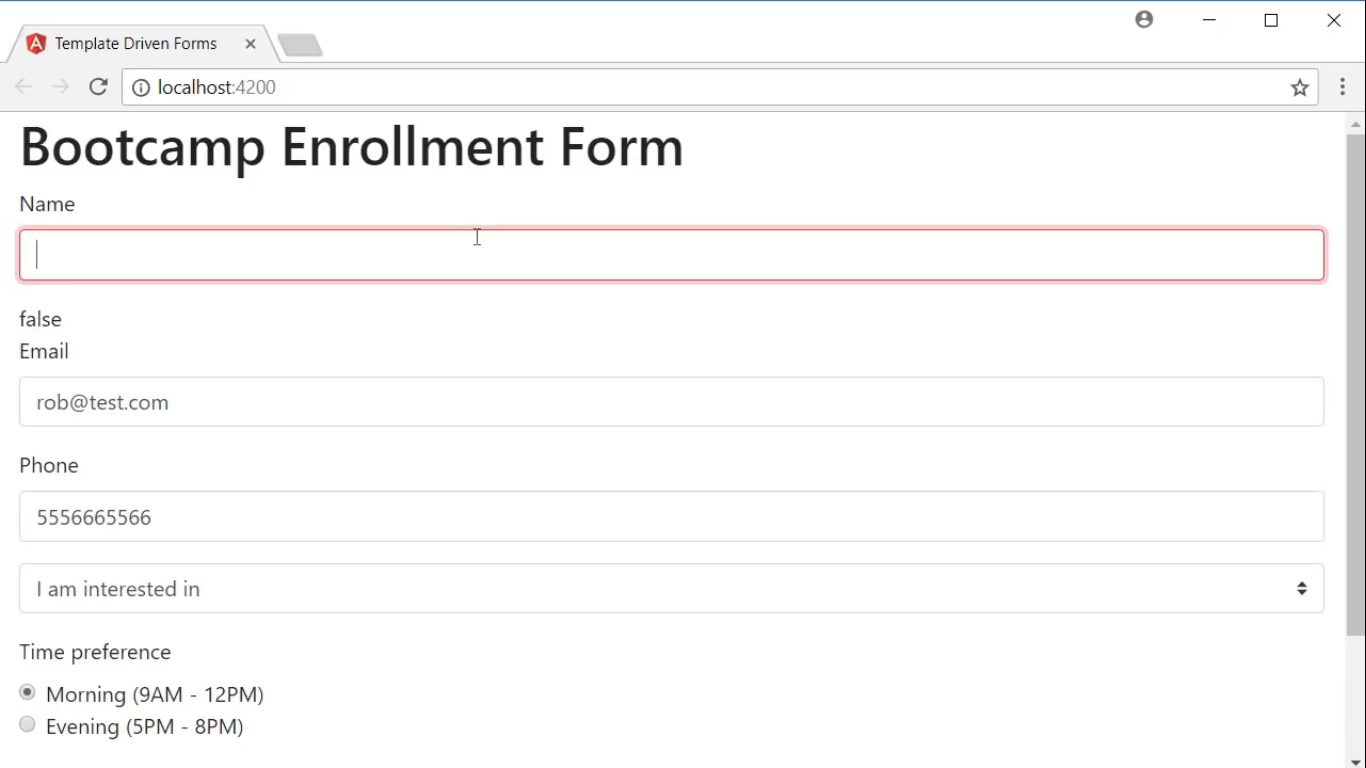 Template Driven Forms
localhost:4200
Bootcamp Enrollment Form
Name
false
Email
rob@test.com
Phone
5556665566
I am interested in
Time preference
Morning (9AM - 12PM)
Evening (5PM - 8PM)